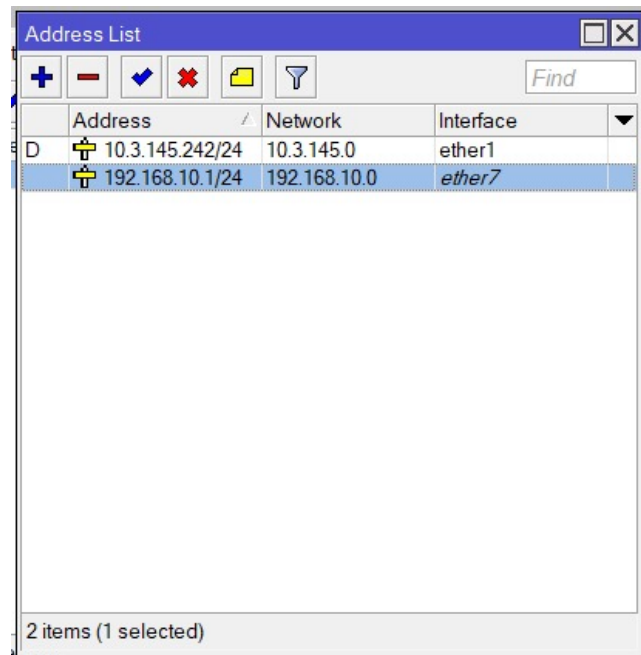 Address List
Find
Address Network Interface
D 10.3.145.242/24 10.3.145.0 ether1
192.168.10.1/24 192.168.10.0 ether7
2 items (1 selected)